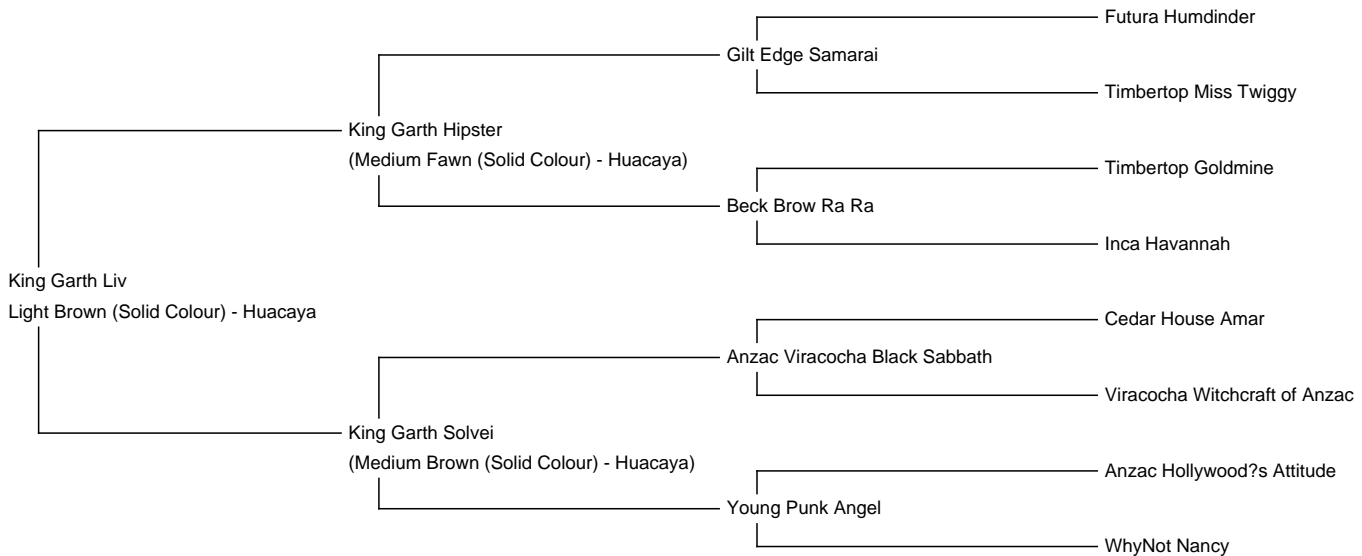 Futura Humdinder
Gilt Edge Samarai
Timbertop Miss Twiggy
King Garth Hipster
(Medium Fawn (Solid Colour) - Huacaya)
Timbertop Goldmine
Beck Brow Ra Ra
Inca Havannah
King Garth Liv
Light Brown (Solid Colour) - Huacaya
Cedar House Amar
Anzac Viracocha Black Sabbath
Viracocha Witchcraft of Anzac
King Garth Solvei
(Medium Brown (Solid Colour) - Huacaya)
Anzac Hollywood?s Attitude
Young Punk Angel
WhyNot Nancy